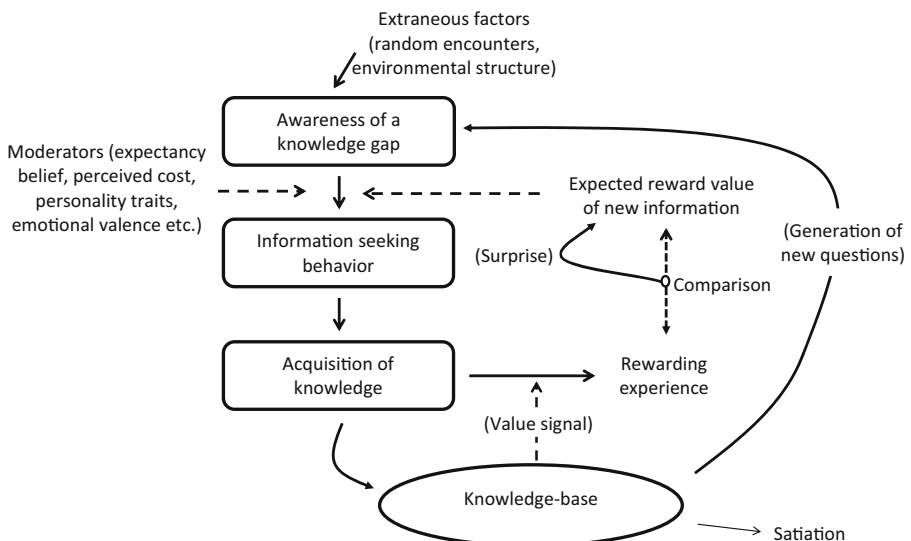 Extraneous factors
(random encounters,
environmental structure)
Awareness of a
knowledge gap
Moderators (expectancy
belief, perceived cost,
personality traits,
emotional valence etc.)
Expected reward value
of new information
(Generation of
new questions)
Information seeking
behavior
(Surprise)
Comparison
Acquisition of
knowledge
Rewarding
experience
(Value signal)
Knowledge-base
Satiation